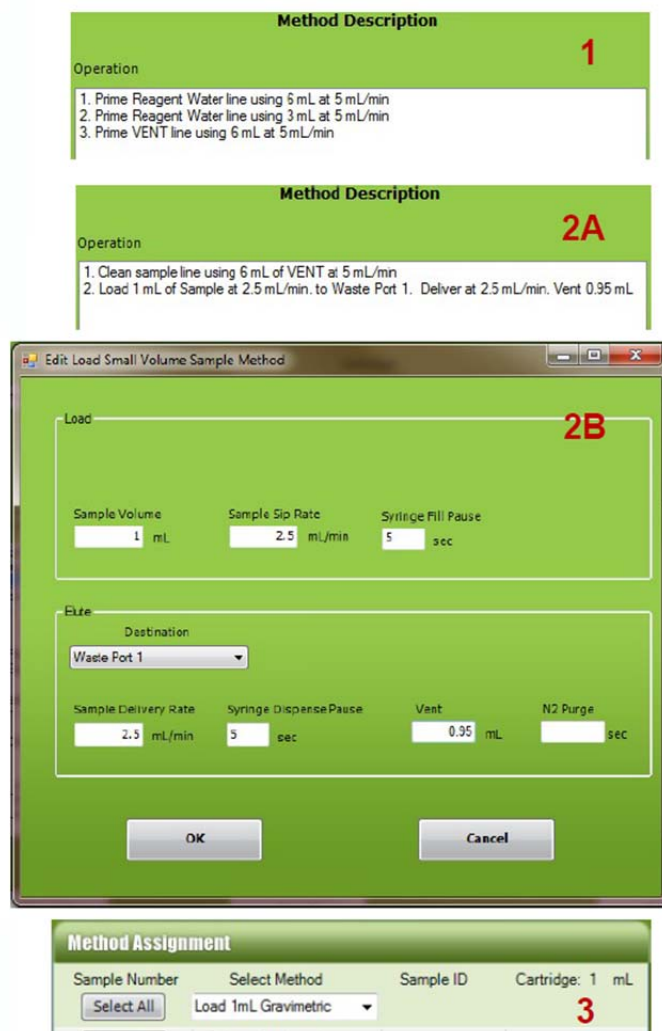 Method Description
1
Operation
1. Prime Reagent Water line using 6 mL at 5 mL/min
2. Prime Reagent Water line using 3 mL at 5 mL/min
3. Prime VENT line using 6 mL at 5 mL/min
Method Description
2A
Operation
1. Clean sample line using 6 mL of VENT at 5 mL/min
2. Load 1 mL of Sample at 2.5 mL/min. to Waste Port 1. Deliver at 2.5 mL/min. Vent 0.95 mL
Edit Load Small Volume Sample Method
Load
2B
Sample Volume Sample Sip Rate Syringe Fill Pause
1 mL 2.5 mL/min 5 sec
Elute
Destination
Waste Port 1
Sample Delivery Rate Syringe Dispense Pause Vent N2 Purge
2.5 mL/min 5 sec 0.95 mL sec
OK Cancel
Method Assignment
Sample Number Select Method Sample ID Cartridge: 1 mL
Select All Load 1mL Gravimetric 3